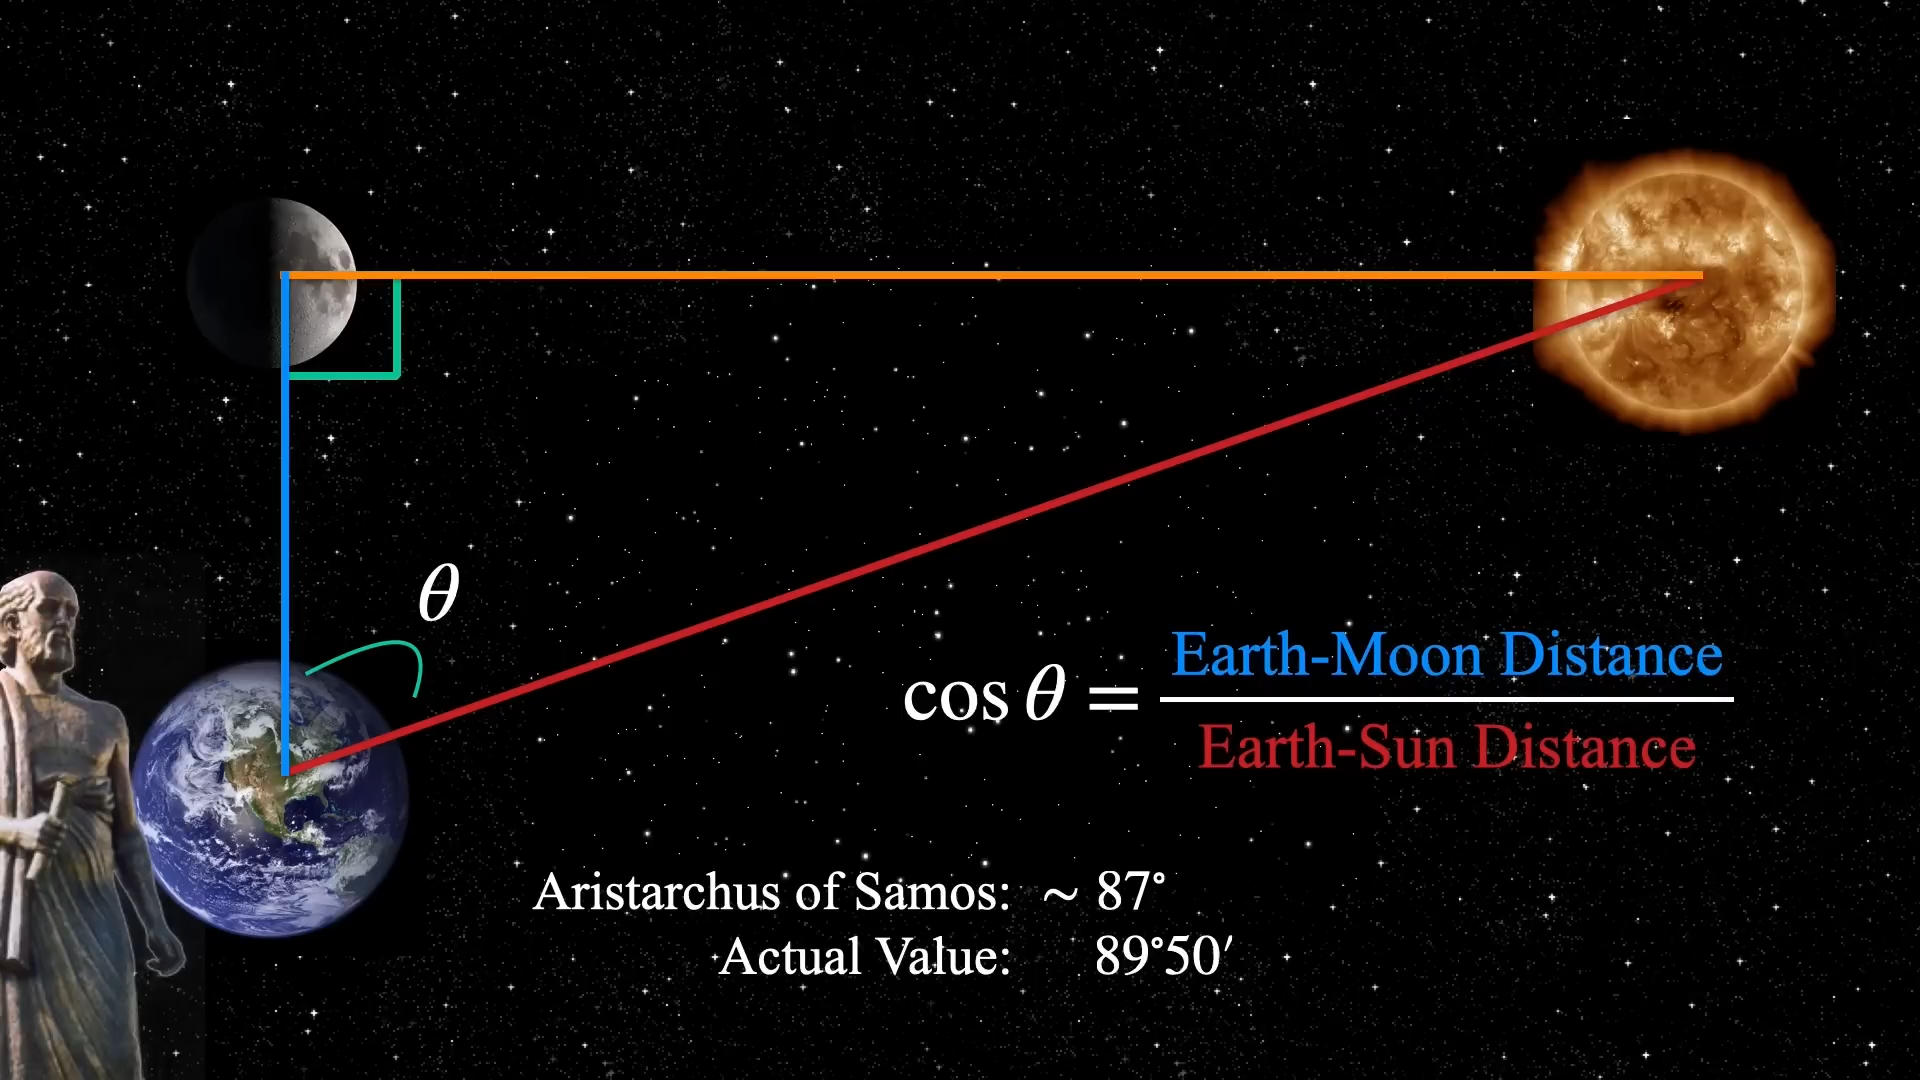 θ
cos θ = Earth-Moon Distance
Earth-Sun Distance
Aristarchus of Samos: ~ 87°
Actual Value: 89°50′